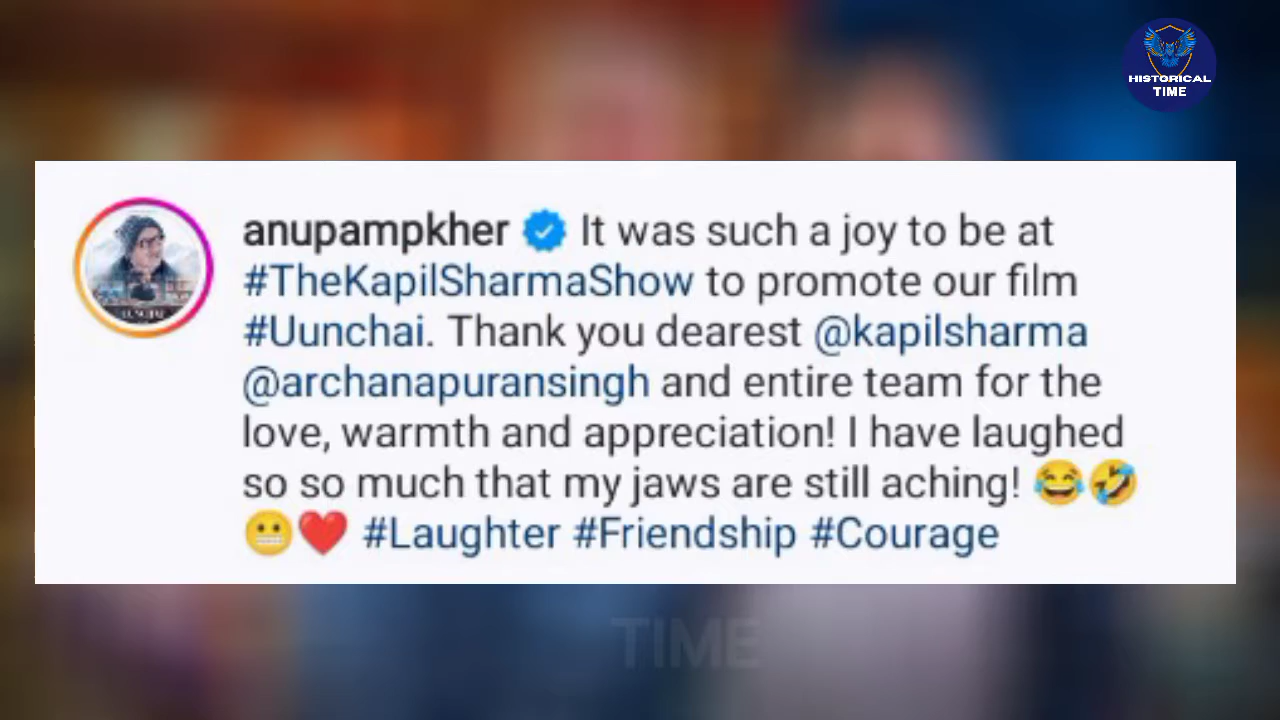 HISTORICAL
TIME
anupampkher It was such a joy to be at
#TheKapilSharmaShow to promote our film
#Uunchai. Thank you dearest @kapilsharma
@archanapuransingh and entire team for the
love, warmth and appreciation! I have laughed
so so much that my jaws are still aching! 😂🤣
😬❤️ #Laughter #Friendship #Courage
TIME